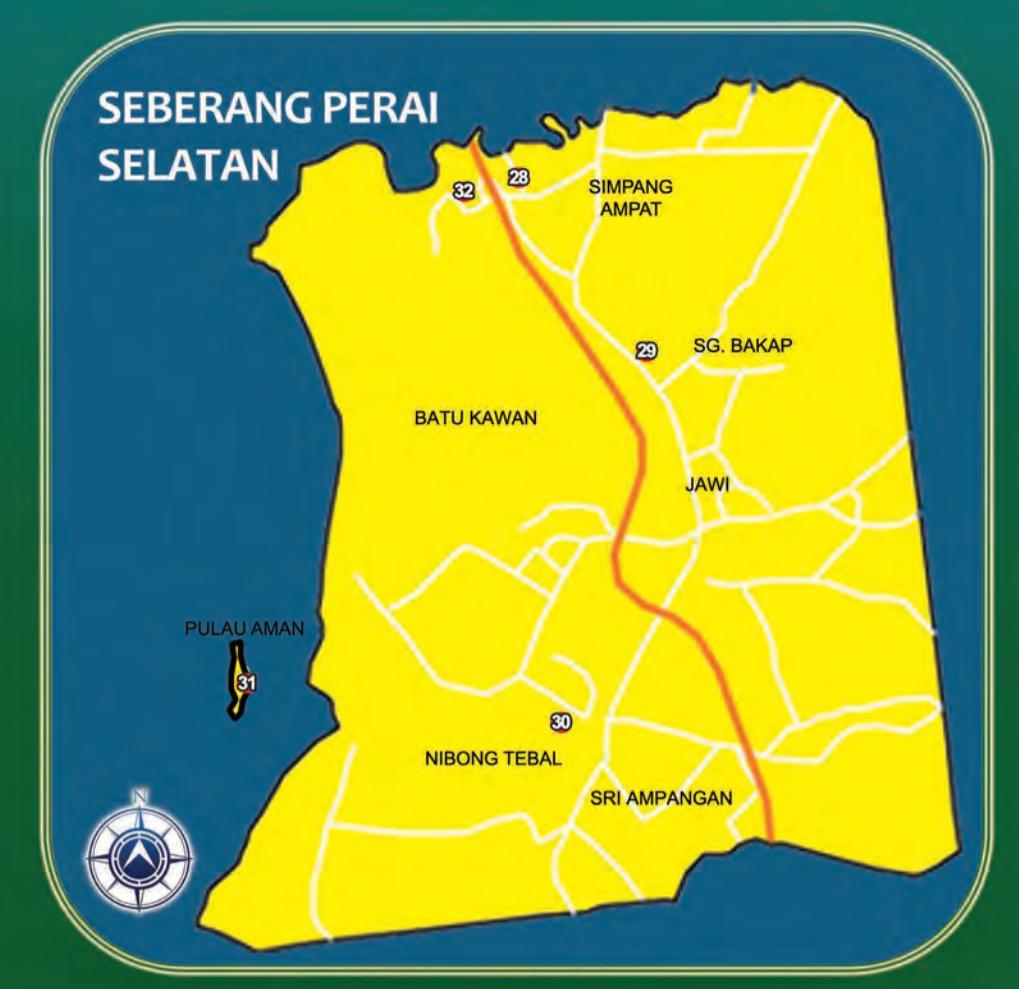 SEBERANG PERAI
SELATAN
32
28
SIMPANG
AMPAT
29
SG. BAKAP
BATU KAWAN
JAWI
PULAU AMAN
31
30
NIBONG TEBAL
SRI AMPANGAN
N